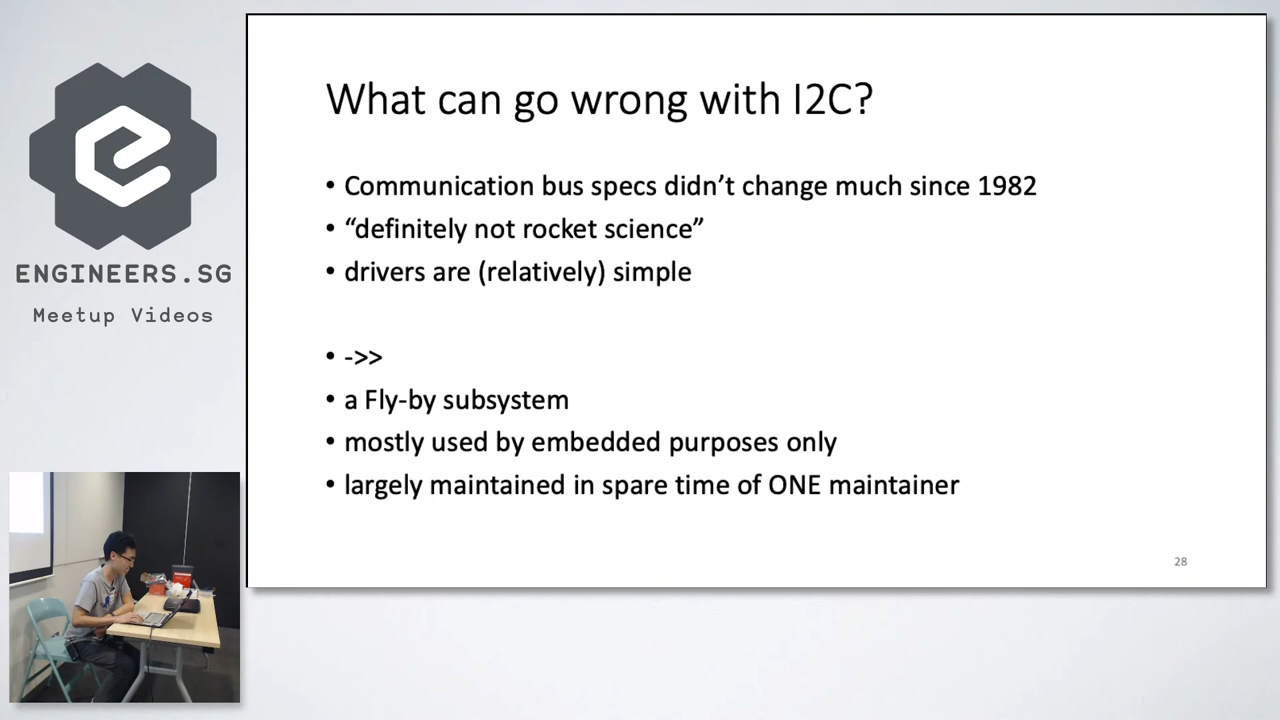 ENGINEERS.SG
Meetup Videos
What can go wrong with I2C?
• Communication bus specs didn’t change much since 1982
• “definitely not rocket science”
• drivers are (relatively) simple
• ->>
• a Fly-by subsystem
• mostly used by embedded purposes only
• largely maintained in spare time of ONE maintainer
28